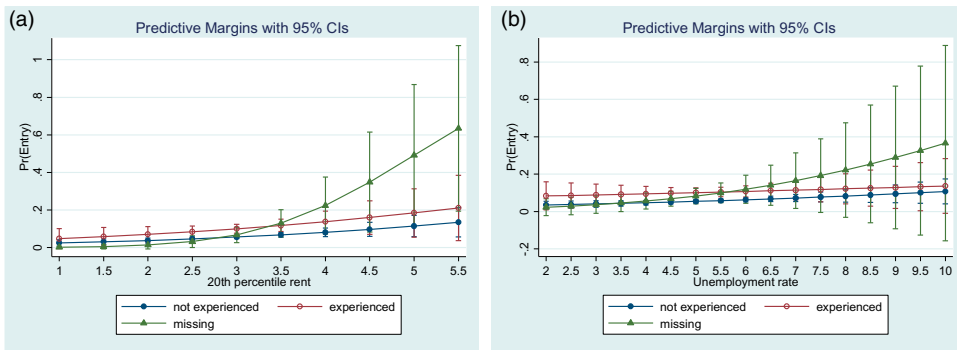 (a)
Predictive Margins with 95% CIs
Pr(Entry)
1
.8
.6
.4
.2
0
1 1.5 2 2.5 3 3.5 4 4.5 5 5.5
20th percentile rent
not experienced experienced
missing
(b)
Predictive Margins with 95% CIs
Pr(Entry)
.8
.6
.4
.2
0
-.2
2 2.5 3 3.5 4 4.5 5 5.5 6 6.5 7 7.5 8 8.5 9 9.5 10
Unemployment rate
not experienced experienced
missing